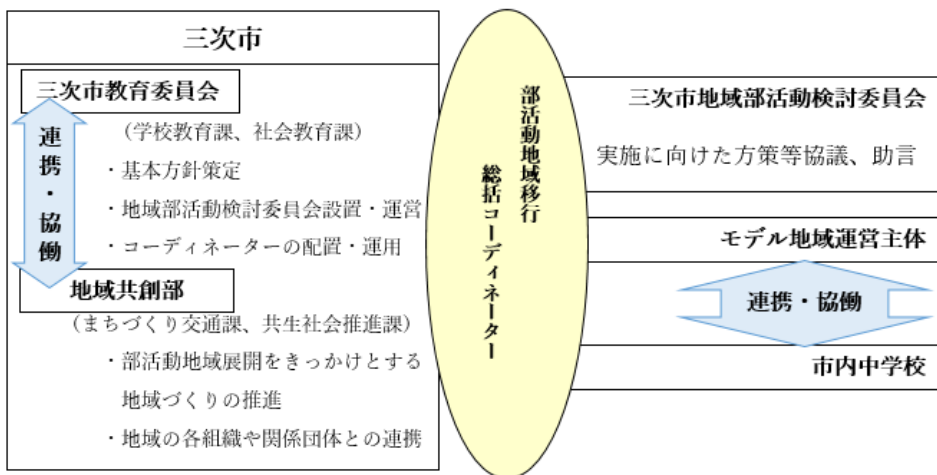 三次市
三次市教育委員会
連携・協働
(学校教育課、社会教育課)
・基本方針策定
・地域部活動検討委員会設置・運営
・コーディネーターの配置・運用
地域共創部
(まちづくり交通課、共生社会推進課)
・部活動地域展開をきっかけとする
地域づくりの推進
・地域の各組織や関係団体との連携
部活動地域移行
総括コーディネーター
三次市地域部活動検討委員会
実施に向けた方策等協議、助言
モデル地域運営主体
連携・協働
市内中学校